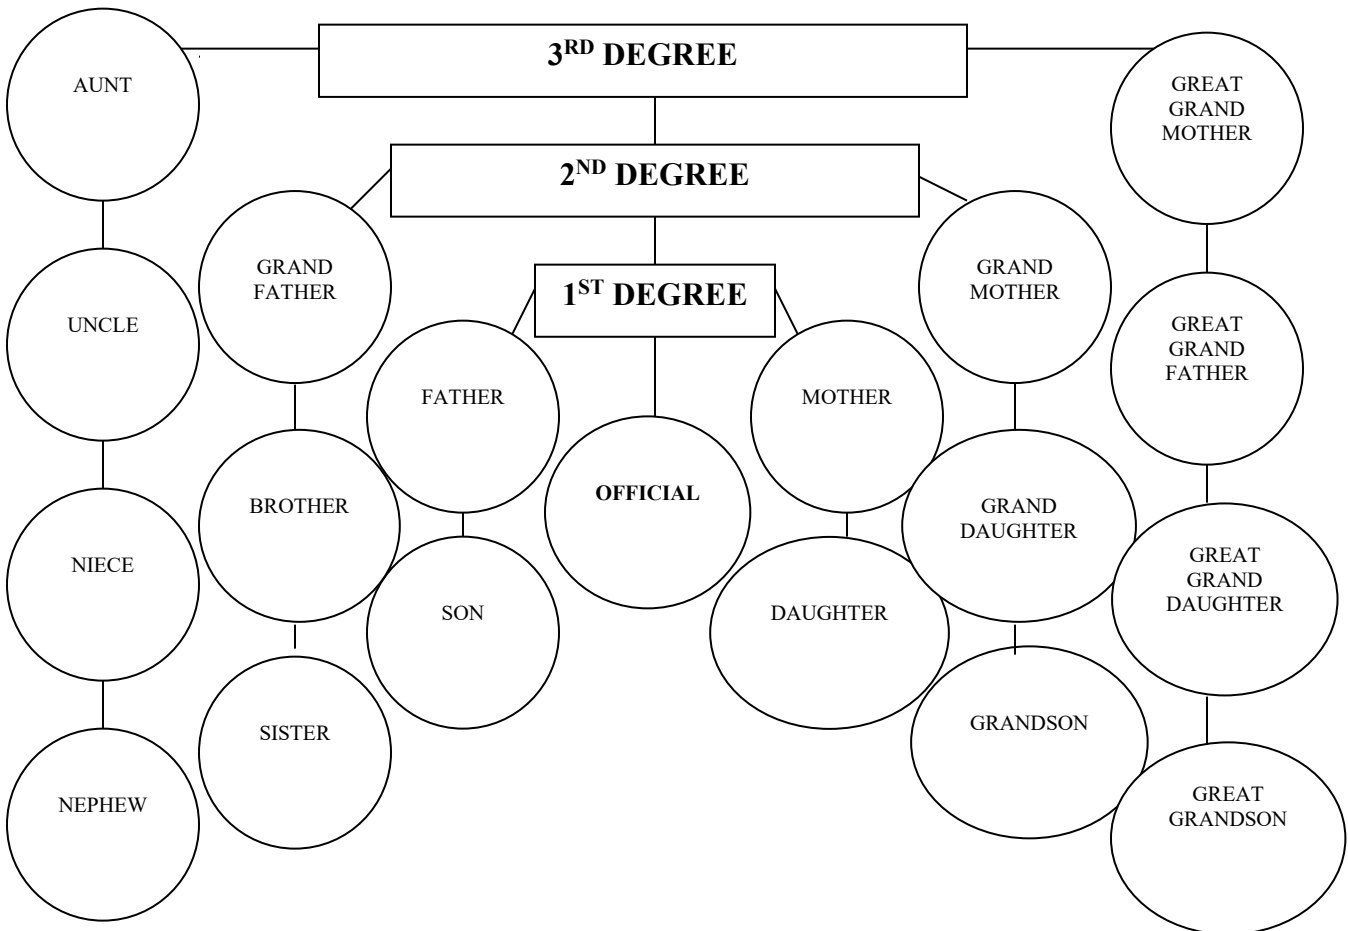 3RD DEGREE
AUNT
GREAT
GRAND
MOTHER
2ND DEGREE
GRAND
FATHER
GRAND
MOTHER
1ST DEGREE
UNCLE
GREAT
GRAND
FATHER
FATHER
MOTHER
OFFICIAL
BROTHER
GRAND
DAUGHTER
NIECE
GREAT
GRAND
DAUGHTER
SON
DAUGHTER
SISTER
GRANDSON
NEPHEW
GREAT
GRANDSON